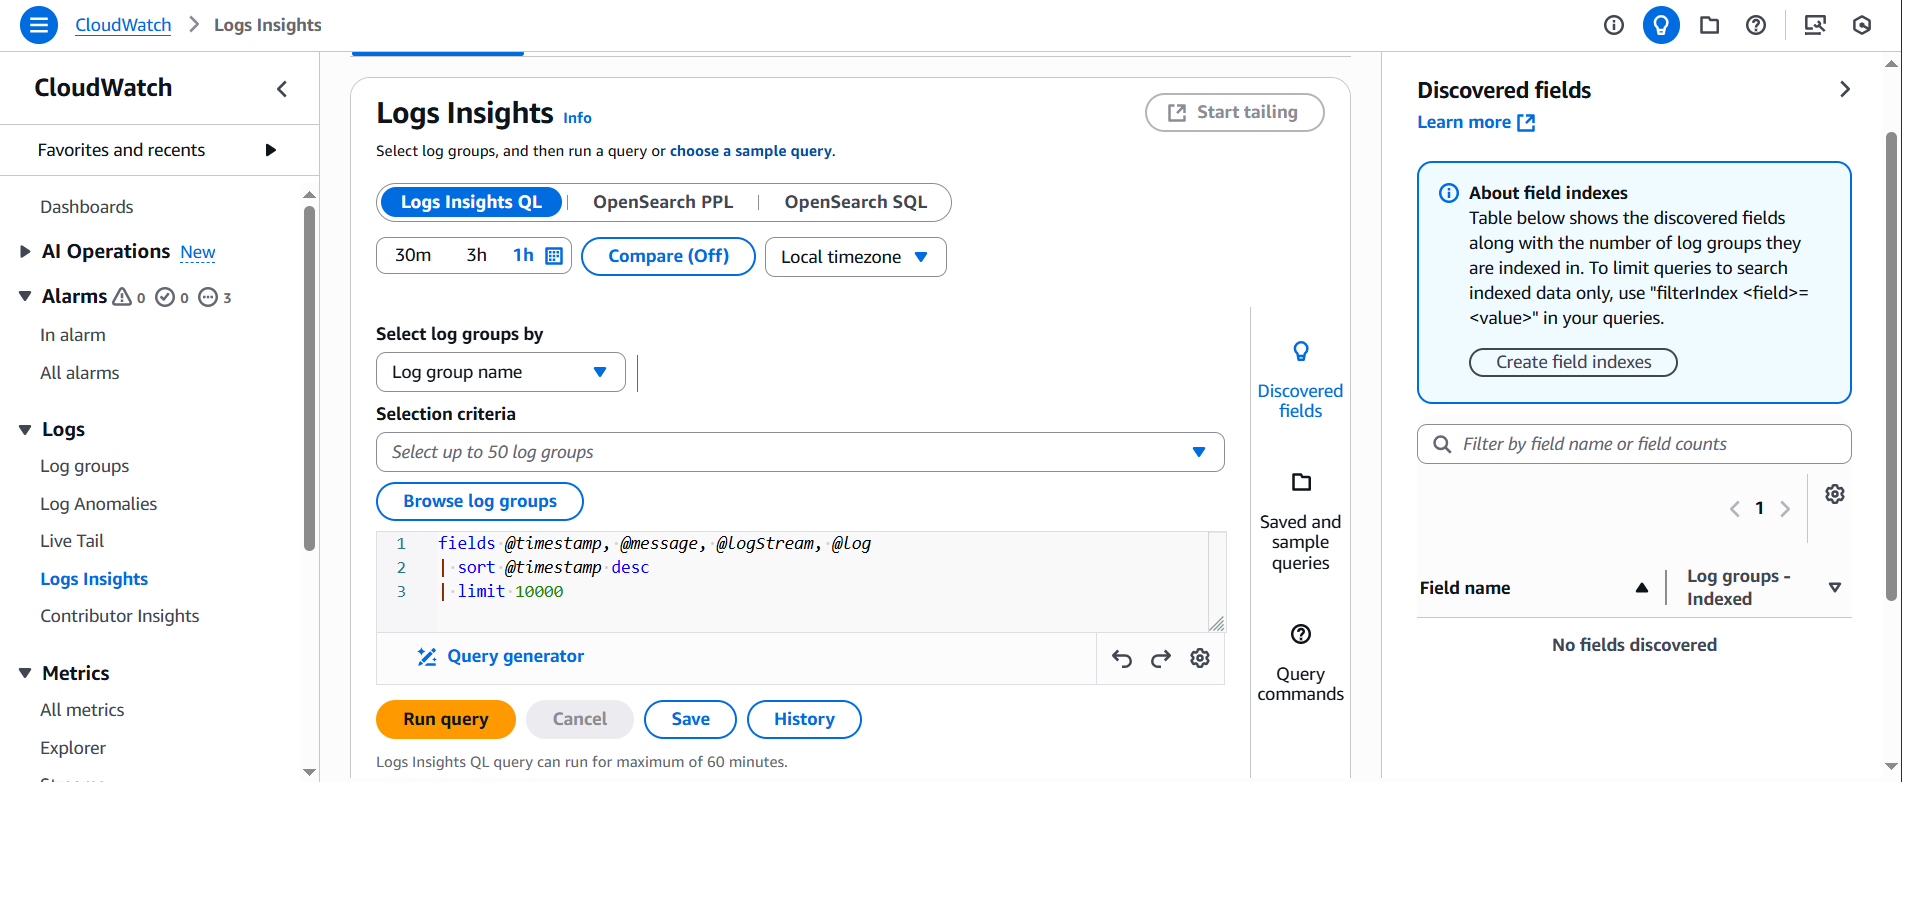 CloudWatch
Logs Insights
CloudWatch
Favorites and recents
Dashboards
AI Operations New
Alarms 0 0 3
In alarm
All alarms
Logs
Log groups
Log Anomalies
Live Tail
Logs Insights
Contributor Insights
Metrics
All metrics
Explorer
Logs Insights Info
Start tailing
Select log groups, and then run a query or choose a sample query.
Logs Insights QL
OpenSearch PPL
OpenSearch SQL
30m 3h 1h
Compare (Off)
Local timezone
Select log groups by
Log group name
Selection criteria
Select up to 50 log groups
Browse log groups
1 fields @timestamp, @message, @logStream, @log
2 | sort @timestamp desc
3 | limit 10000
Query generator
Run query
Cancel
Save
History
Logs Insights QL query can run for maximum of 60 minutes.
Discovered
fields
Saved and
sample
queries
Query
commands
Discovered fields
Learn more
About field indexes
Table below shows the discovered fields
along with the number of log groups they
are indexed in. To limit queries to search
indexed data only, use "filterIndex <field>=
<value>" in your queries.
Create field indexes
Filter by field name or field counts
1
Field name
Log groups -
Indexed
No fields discovered